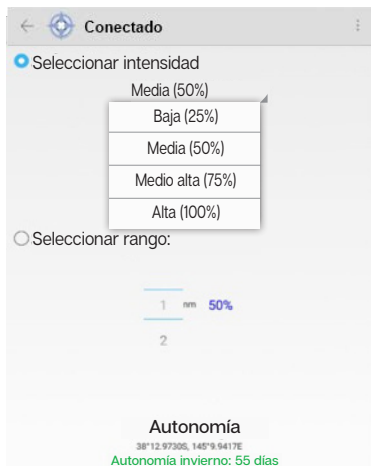 Conectado
Seleccionar intensidad
Media (50%)
Baja (25%)
Media (50%)
Medio alta (75%)
Alta (100%)
Seleccionar rango:
1 nm 50%
2
Autonomía
38°12.9730S, 145°9.9417E
Autonomía invierno: 55 días